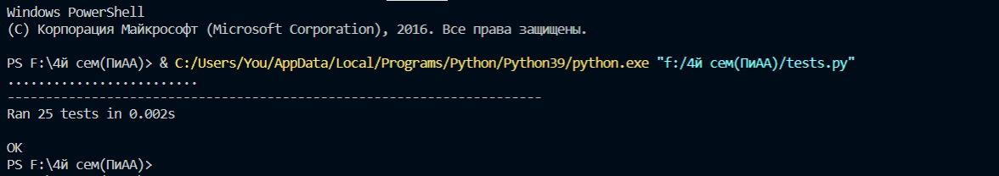 Windows PowerShell
(C) Корпорация Майкрософт (Microsoft Corporation), 2016. Все права защищены.
PS F:\4й сем(ПиАА)> & C:/Users/You/AppData/Local/Programs/Python/Python39/python.exe "f:/4й сем(ПиАА)/tests.py"
.........................
----------------------------------------------------------------------
Ran 25 tests in 0.002s
OK
PS F:\4й сем(ПиАА)>